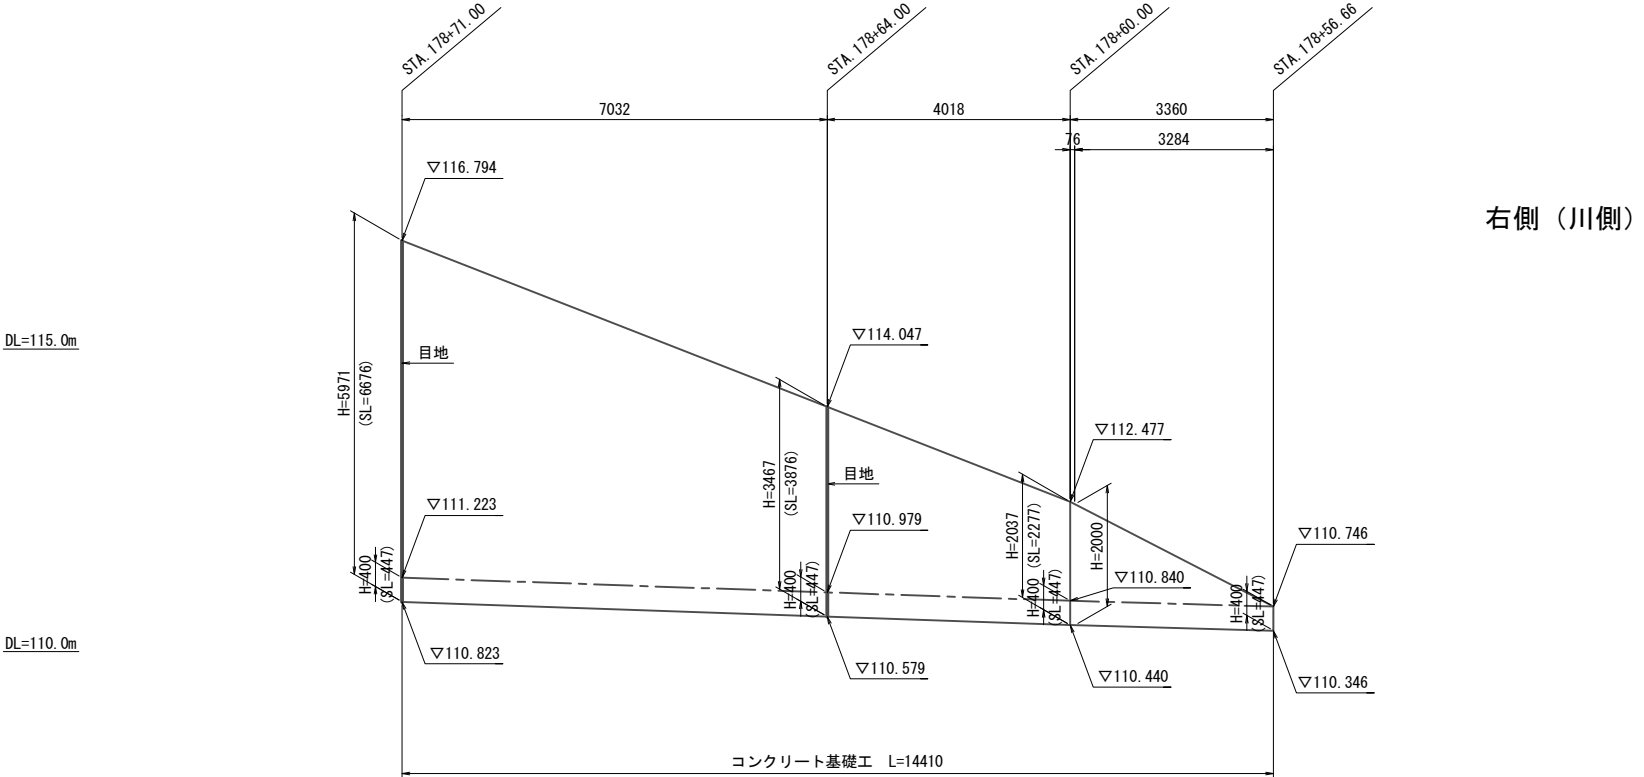 STA.178+71.00
STA.178+64.00
STA.178+60.00
STA.178+56.66
7032
4018
3360
76
3284
▽116.794
右側（川側）
DL=115.0m
▽114.047
目地
H=5971
(SL=6676)
▽112.477
H=3467
(SL=3876)
目地
▽111.223
▽110.979
H=2037
(SL=2277)
H=2000
▽110.746
H=400
(SL=447)
H=400
(SL=447)
H=400
(SL=447)
▽110.840
H=400
(SL=447)
DL=110.0m
▽110.823
▽110.579
▽110.440
▽110.346
コンクリート基礎工　L=14410